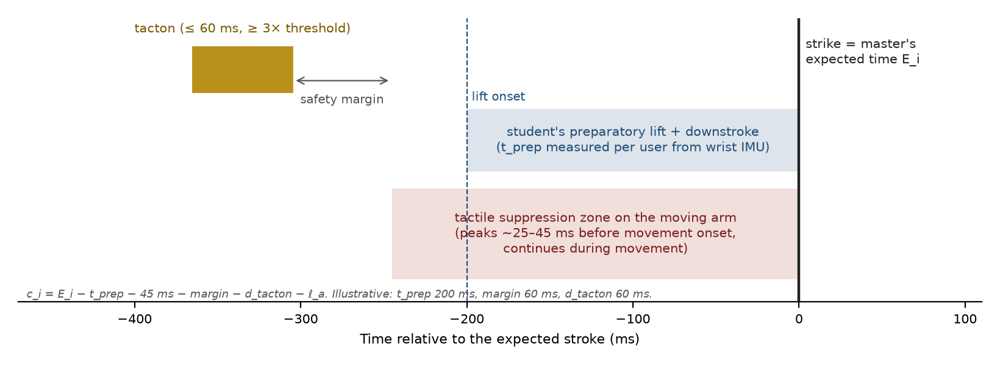 tacton (≤ 60 ms, ≥ 3× threshold)
strike = master's
expected time E_i
safety margin
lift onset
student's preparatory lift + downstroke
(t_prep measured per user from wrist IMU)
tactile suppression zone on the moving arm
(peaks ~25–45 ms before movement onset,
continues during movement)
c_i = E_i − t_prep − 45 ms − margin − d_tacton − ℓ_a. Illustrative: t_prep 200 ms, margin 60 ms, d_tacton 60 ms.
−400 −300 −200 −100 0 100
Time relative to the expected stroke (ms)